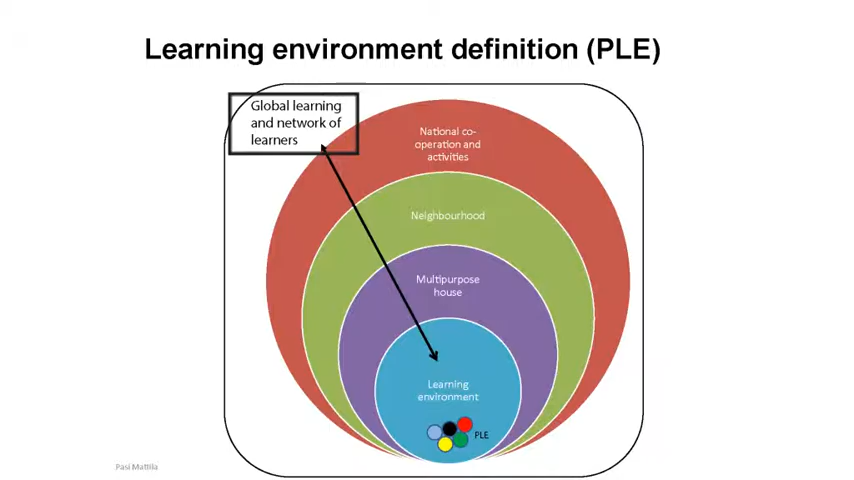 Learning environment definition (PLE)
Global learning
and network of
learners
National co-
operation and
activities
Neighbourhood
Multipurpose
house
Learning
environment
PLE
Pasi Mattila